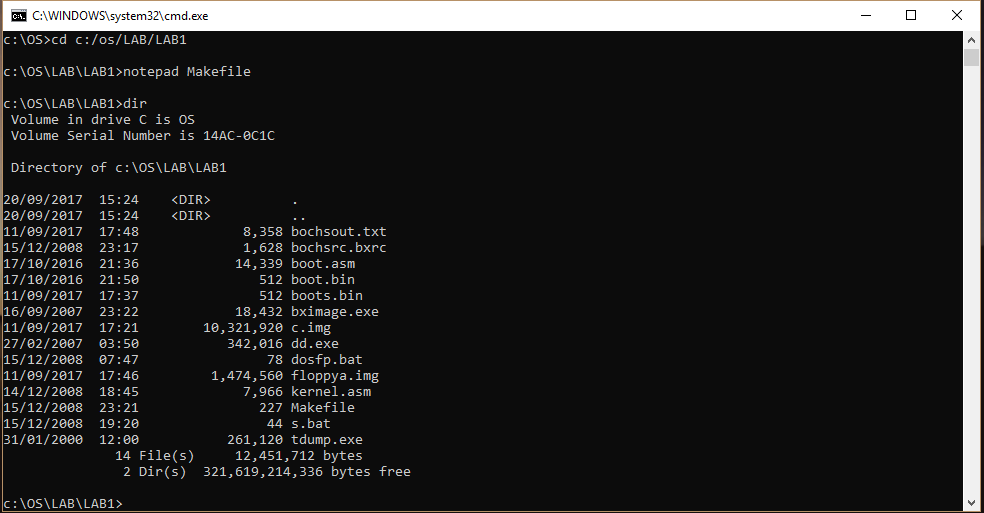 C:\WINDOWS\system32\cmd.exe
c:\OS>cd c:/os/LAB/LAB1
c:\OS\LAB\LAB1>notepad Makefile
c:\OS\LAB\LAB1>dir
 Volume in drive C is OS
 Volume Serial Number is 14AC-0C1C
 Directory of c:\OS\LAB\LAB1
20/09/2017  15:24    <DIR>          .
20/09/2017  15:24    <DIR>          ..
11/09/2017  17:48             8,358 bochsout.txt
15/12/2008  23:17             1,628 bochsrc.bxrc
17/10/2016  21:36            14,339 boot.asm
17/10/2016  21:50               512 boot.bin
11/09/2017  17:37               512 boots.bin
16/09/2007  23:22            18,432 bximage.exe
11/09/2017  17:21        10,321,920 c.img
27/02/2007  03:50           342,016 dd.exe
15/12/2008  07:47                78 dosfp.bat
11/09/2017  17:46         1,474,560 floppya.img
14/12/2008  18:45             7,966 kernel.asm
15/12/2008  23:21               227 Makefile
15/12/2008  19:20                44 s.bat
31/01/2000  12:00           261,120 tdump.exe
              14 File(s)     12,451,712 bytes
               2 Dir(s)  321,619,214,336 bytes free
c:\OS\LAB\LAB1>